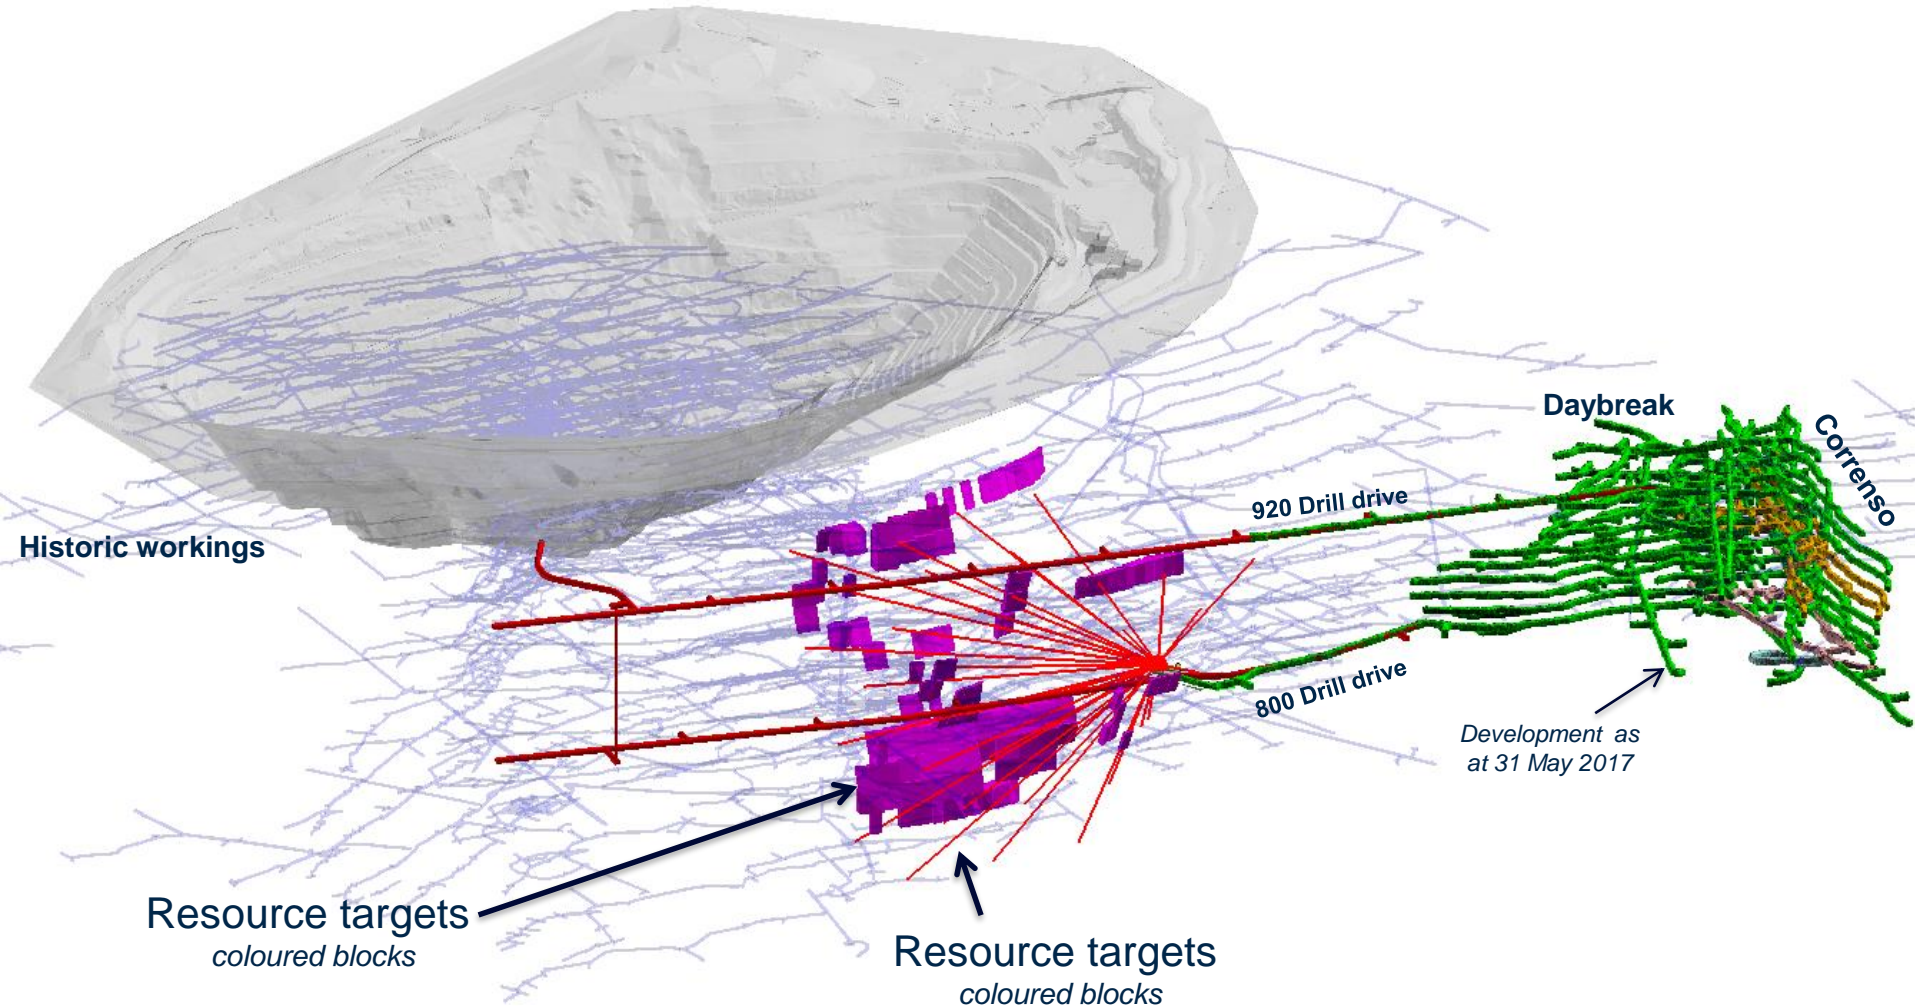 Daybreak
Correnso
920 Drill drive
Historic workings
800 Drill drive
Development as
at 31 May 2017
Resource targets
coloured blocks
Resource targets
coloured blocks